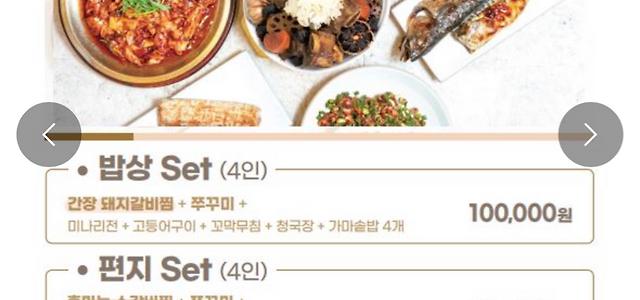 • 밥상 Set (4인)
간장 돼지갈비찜 + 쭈꾸미 +
미나리전 + 고등어구이 + 꼬막무침 + 청국장 + 가마솥밥 4개
100,000원
• 편지 Set (4인)